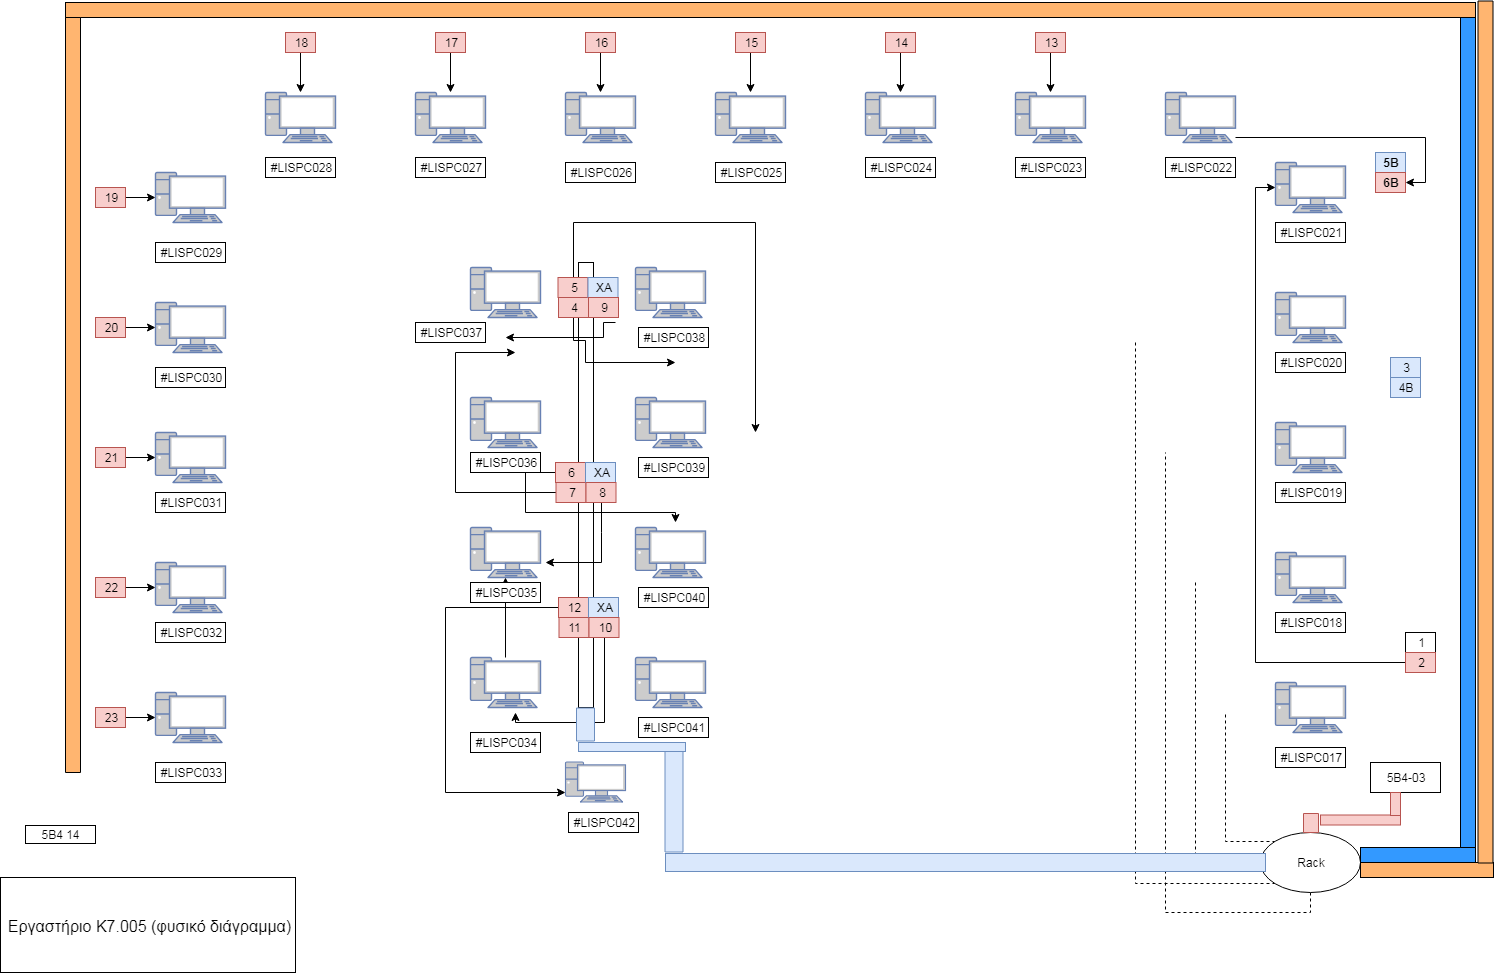 18
17
16
15
14
13
#LISPC028
#LISPC027
#LISPC026
#LISPC025
#LISPC024
#LISPC023
#LISPC022
5B
6B
19
#LISPC029
#LISPC021
5
XA
4
9
20
#LISPC037
#LISPC038
#LISPC030
#LISPC020
3
4B
21
#LISPC036
#LISPC039
6
XA
7
8
#LISPC031
#LISPC019
22
#LISPC035
#LISPC040
12
XA
11
10
#LISPC032
#LISPC018
1
2
23
#LISPC034
#LISPC041
#LISPC033
#LISPC017
5B4-03
#LISPC042
5B4 14
Rack
Εργαστήριο Κ7.005 (φυσικό διάγραμμα)